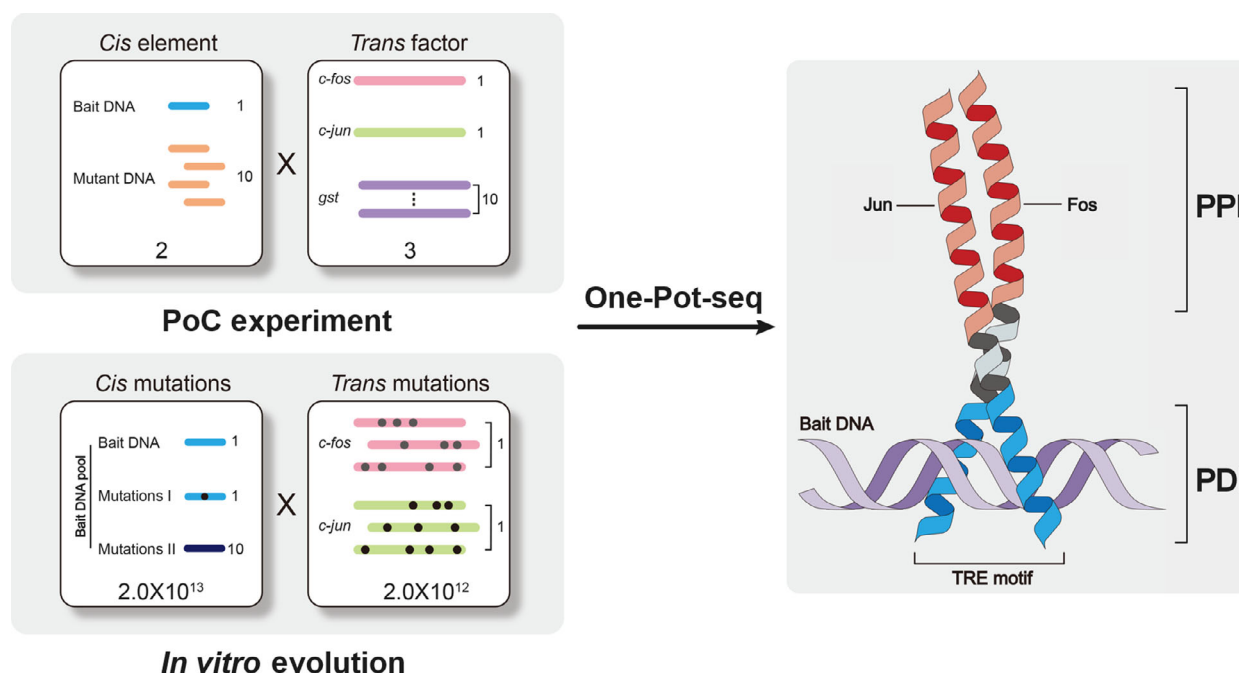 Cis element
Trans factor
Bait DNA
1
Mutant DNA
10
2
X
c-fos
1
c-jun
1
gst
10
3
PoC experiment
Cis mutations
Trans mutations
Bait DNA pool
Bait DNA
1
Mutations I
1
Mutations II
10
2.0X10¹³
X
c-fos
1
c-jun
1
2.0X10¹²
In vitro evolution
One-Pot-seq
Jun
Fos
PPI
Bait DNA
PD
TRE motif